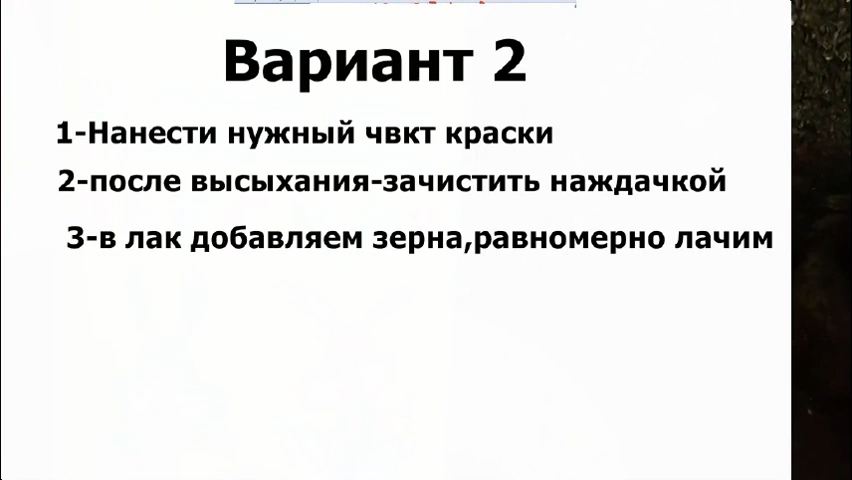 Вариант 2
1-Нанести нужный чвкт краски
2-после высыхания-зачистить наждачкой
3-в лак добавляем зерна,равномерно лачим